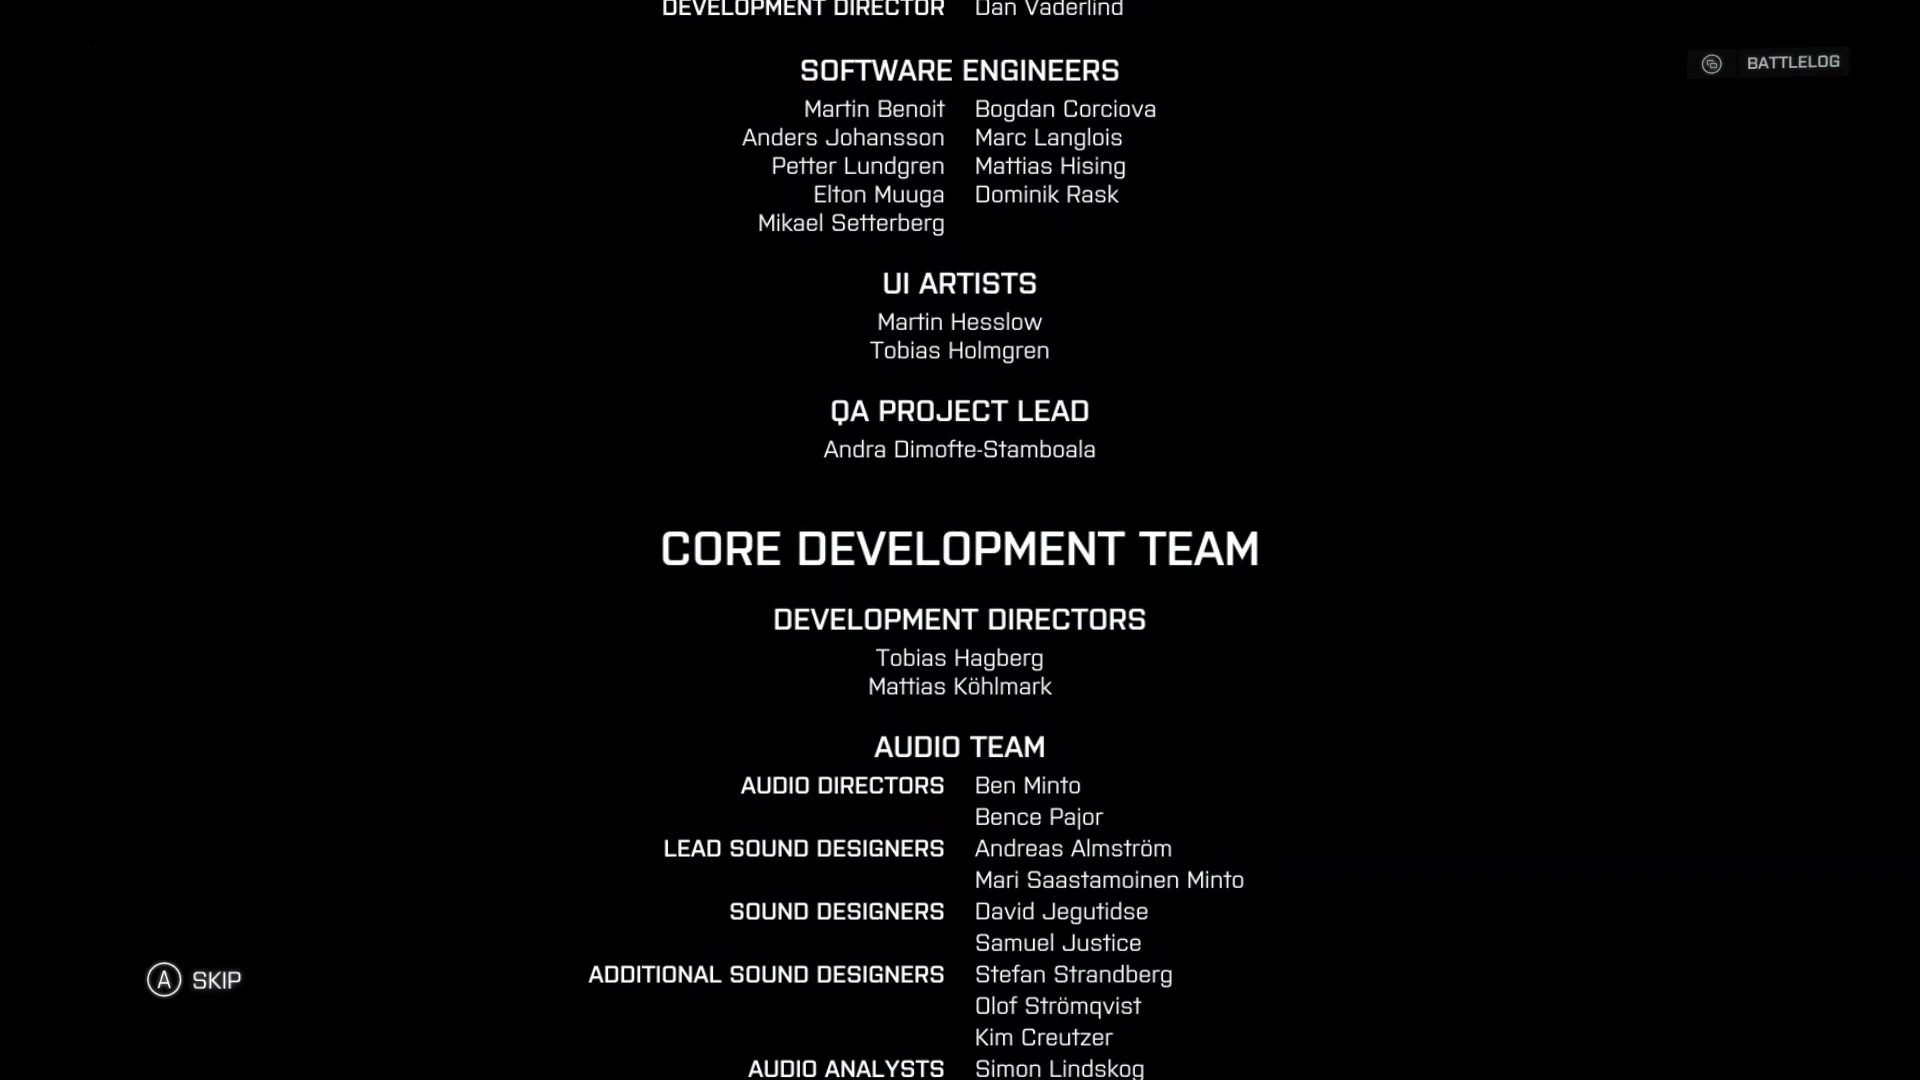 DEVELOPMENT DIRECTOR Dan Vaderlind
BATTLELOG
SOFTWARE ENGINEERS
Martin Benoit Bogdan Corciova
Anders Johansson Marc Langlois
Petter Lundgren Mattias Hising
Elton Muuga Dominik Rask
Mikael Setterberg
UI ARTISTS
Martin Hesslow
Tobias Holmgren
QA PROJECT LEAD
Andra Dimofte-Stamboala
CORE DEVELOPMENT TEAM
DEVELOPMENT DIRECTORS
Tobias Hagberg
Mattias Köhlmark
AUDIO TEAM
AUDIO DIRECTORS Ben Minto
Bence Pajor
LEAD SOUND DESIGNERS Andreas Almström
Mari Saastamoinen Minto
SOUND DESIGNERS David Jegutidse
Samuel Justice
ADDITIONAL SOUND DESIGNERS Stefan Strandberg
A SKIP
Olof Strömqvist
Kim Creutzer
AUDIO ANALYSTS Simon Lindskog